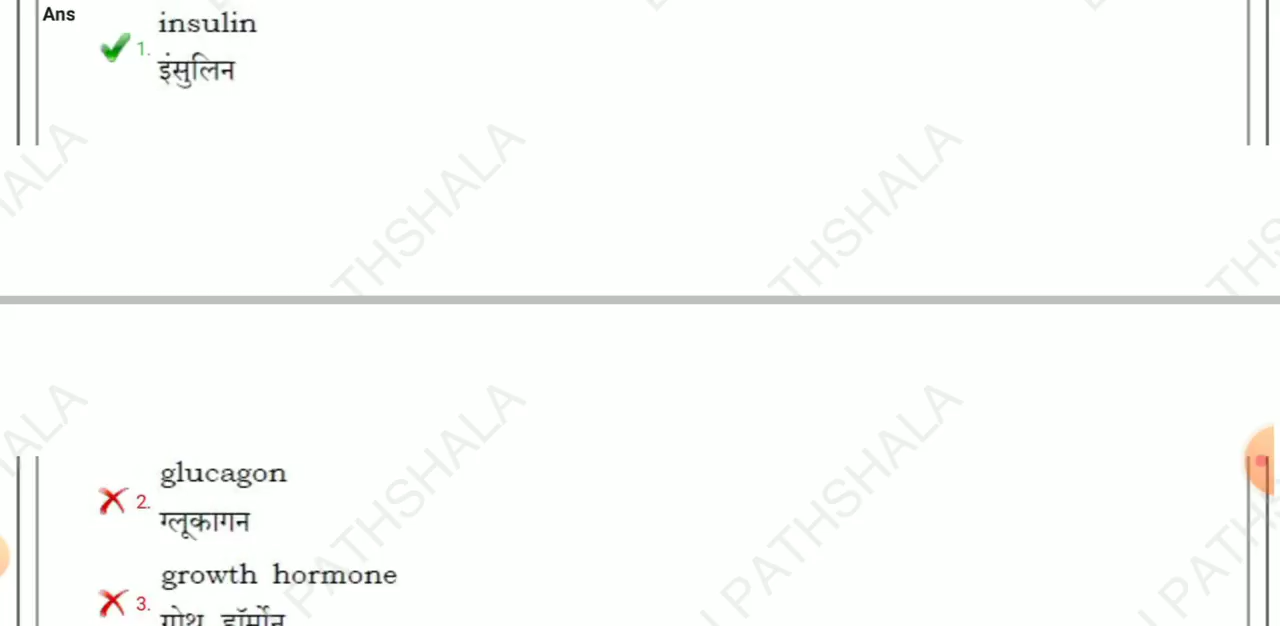 Ans
insulin
1.
इंसुलिन
THSHALA
THSHALA
glucagon
2.
ग्लूकागन
PATHSHALA
PATHSHALA
growth hormone
3.
ग्रोथ हॉर्मोन